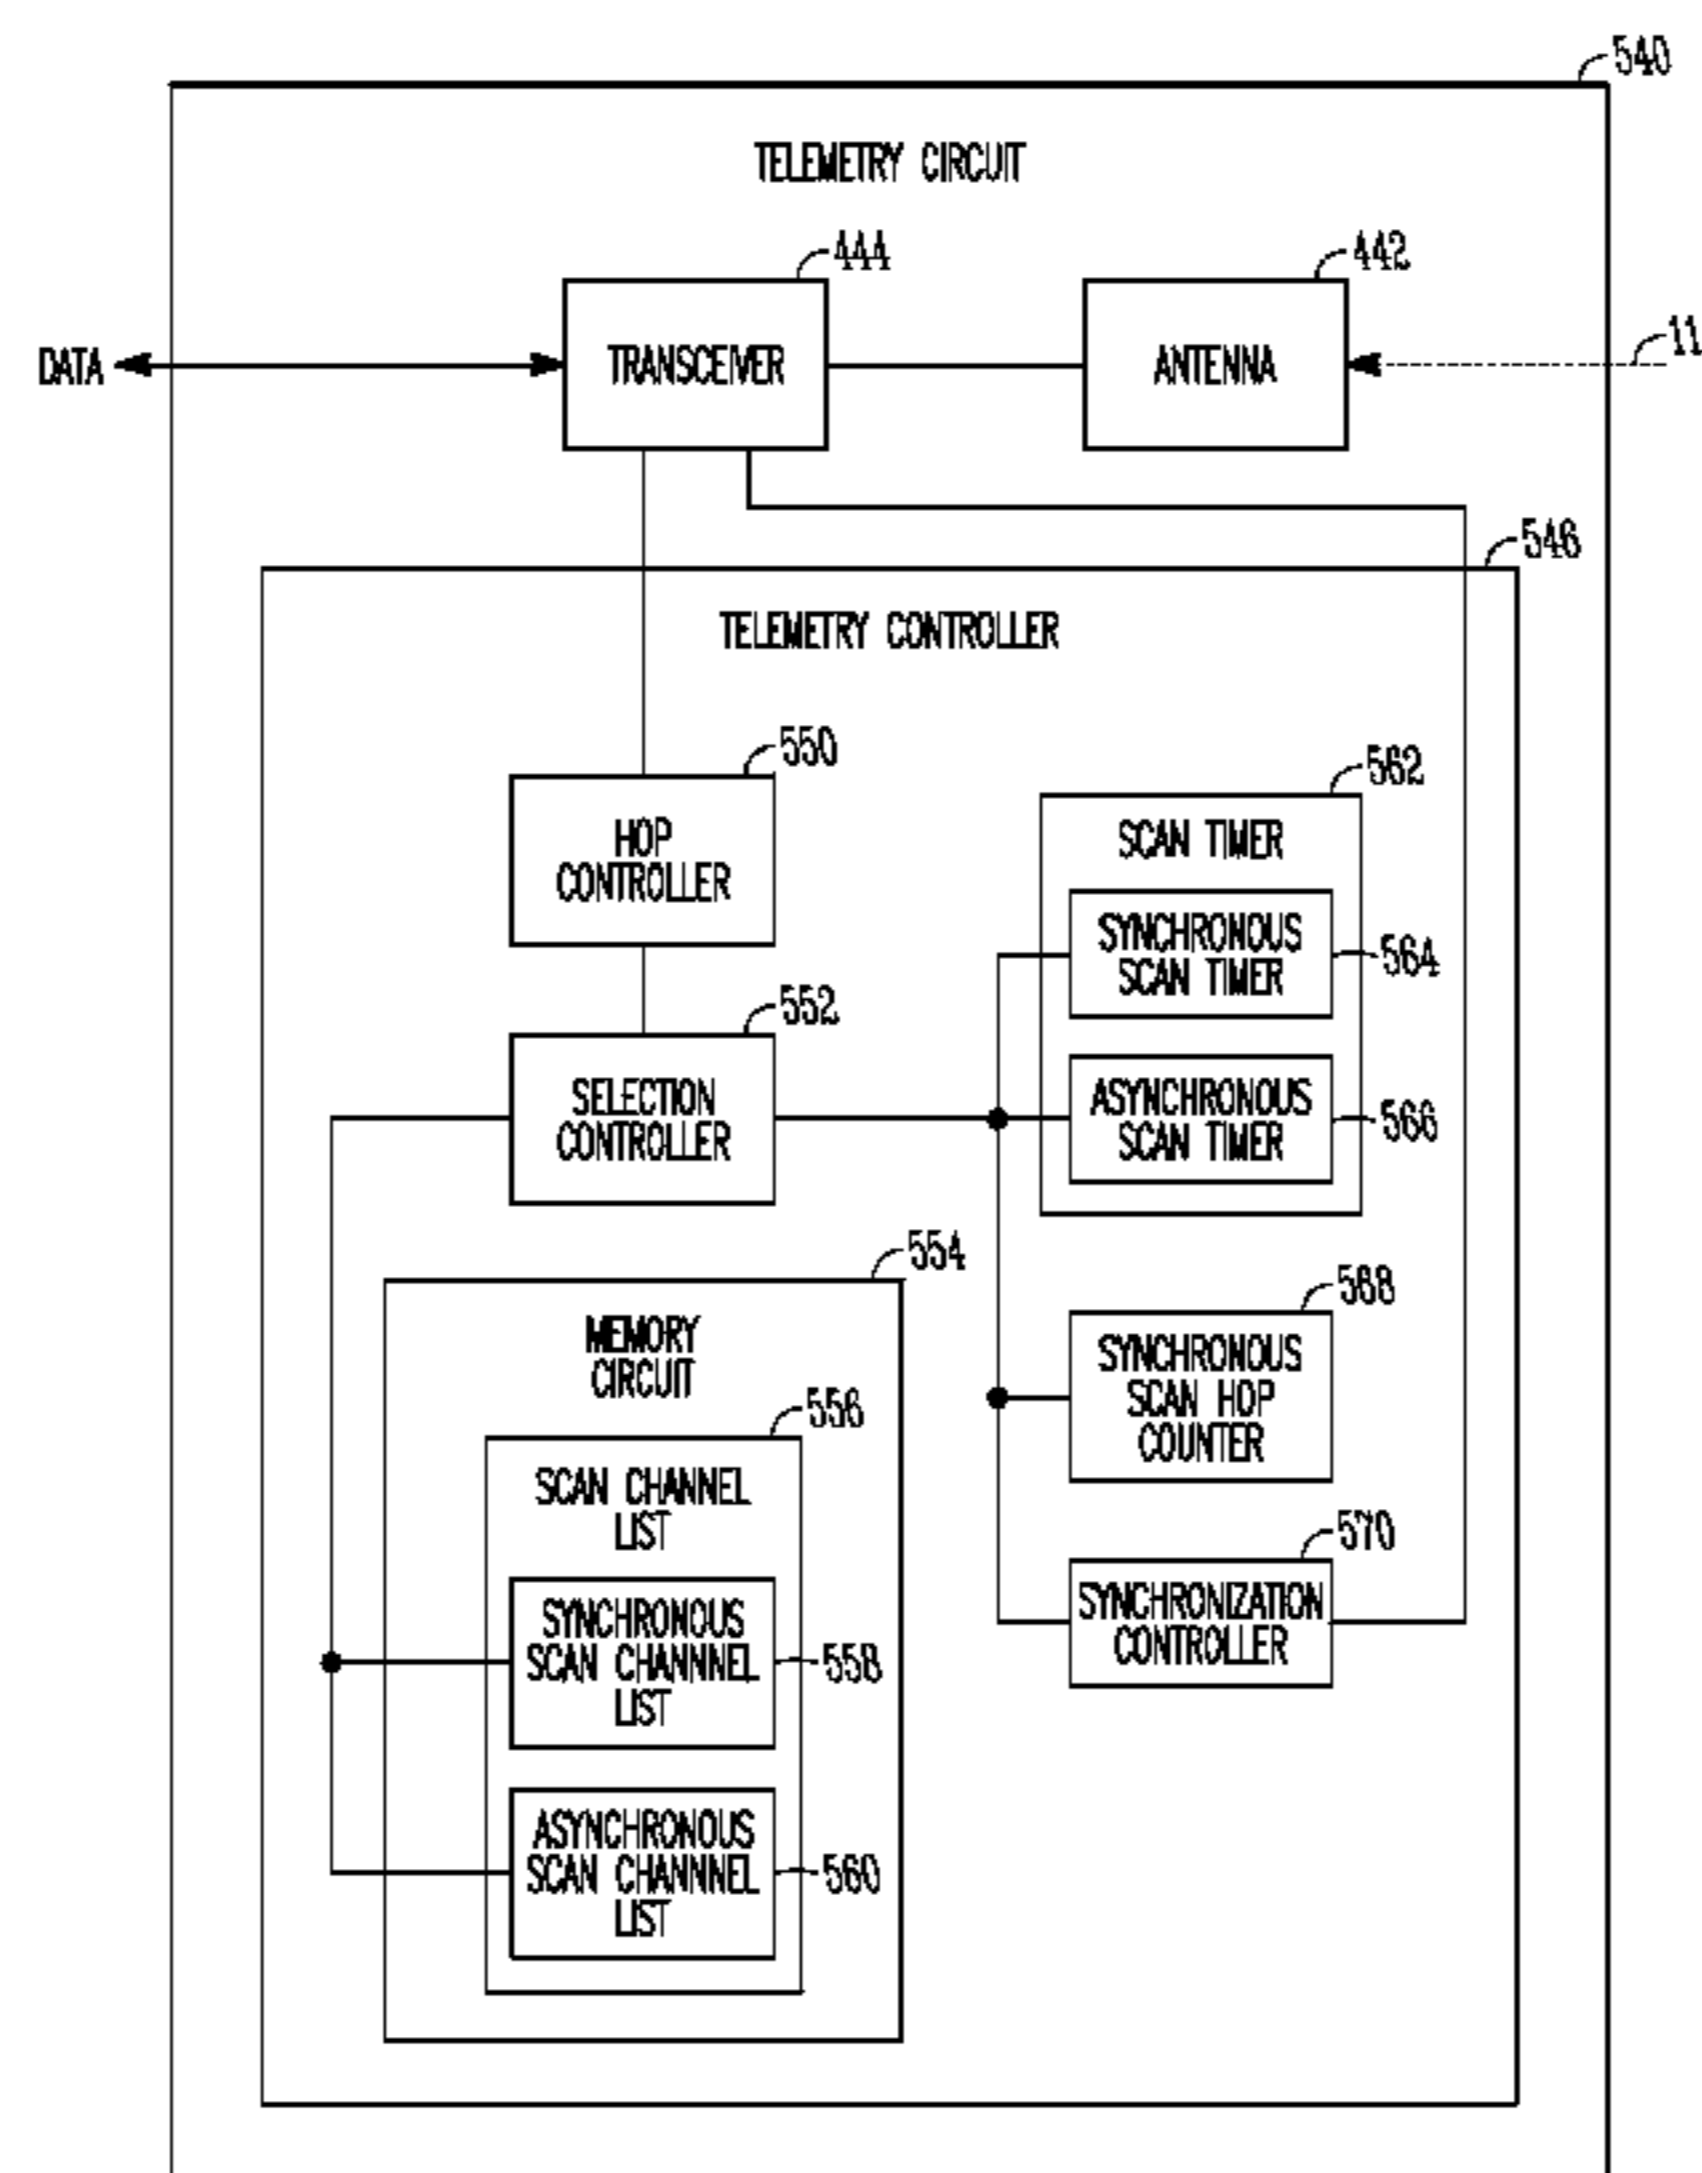 540
TELEMETRY CIRCUIT
444
442
11
DATA
TRANSCEIVER
ANTENNA
546
TELEMETRY CONTROLLER
550
562
HOP
CONTROLLER
SCAN TIMER
SYNCHRONOUS
SCAN TIMER
564
552
SELECTION
CONTROLLER
ASYNCHRONOUS
SCAN TIMER
566
554
568
MEMORY
CIRCUIT
SYNCHRONOUS
SCAN HOP
COUNTER
556
SCAN CHANNEL
LIST
570
SYNCHRONIZATION
CONTROLLER
SYNCHRONOUS
SCAN CHANNNEL
LIST
558
ASYNCHRONOUS
SCAN CHANNNEL
LIST
560